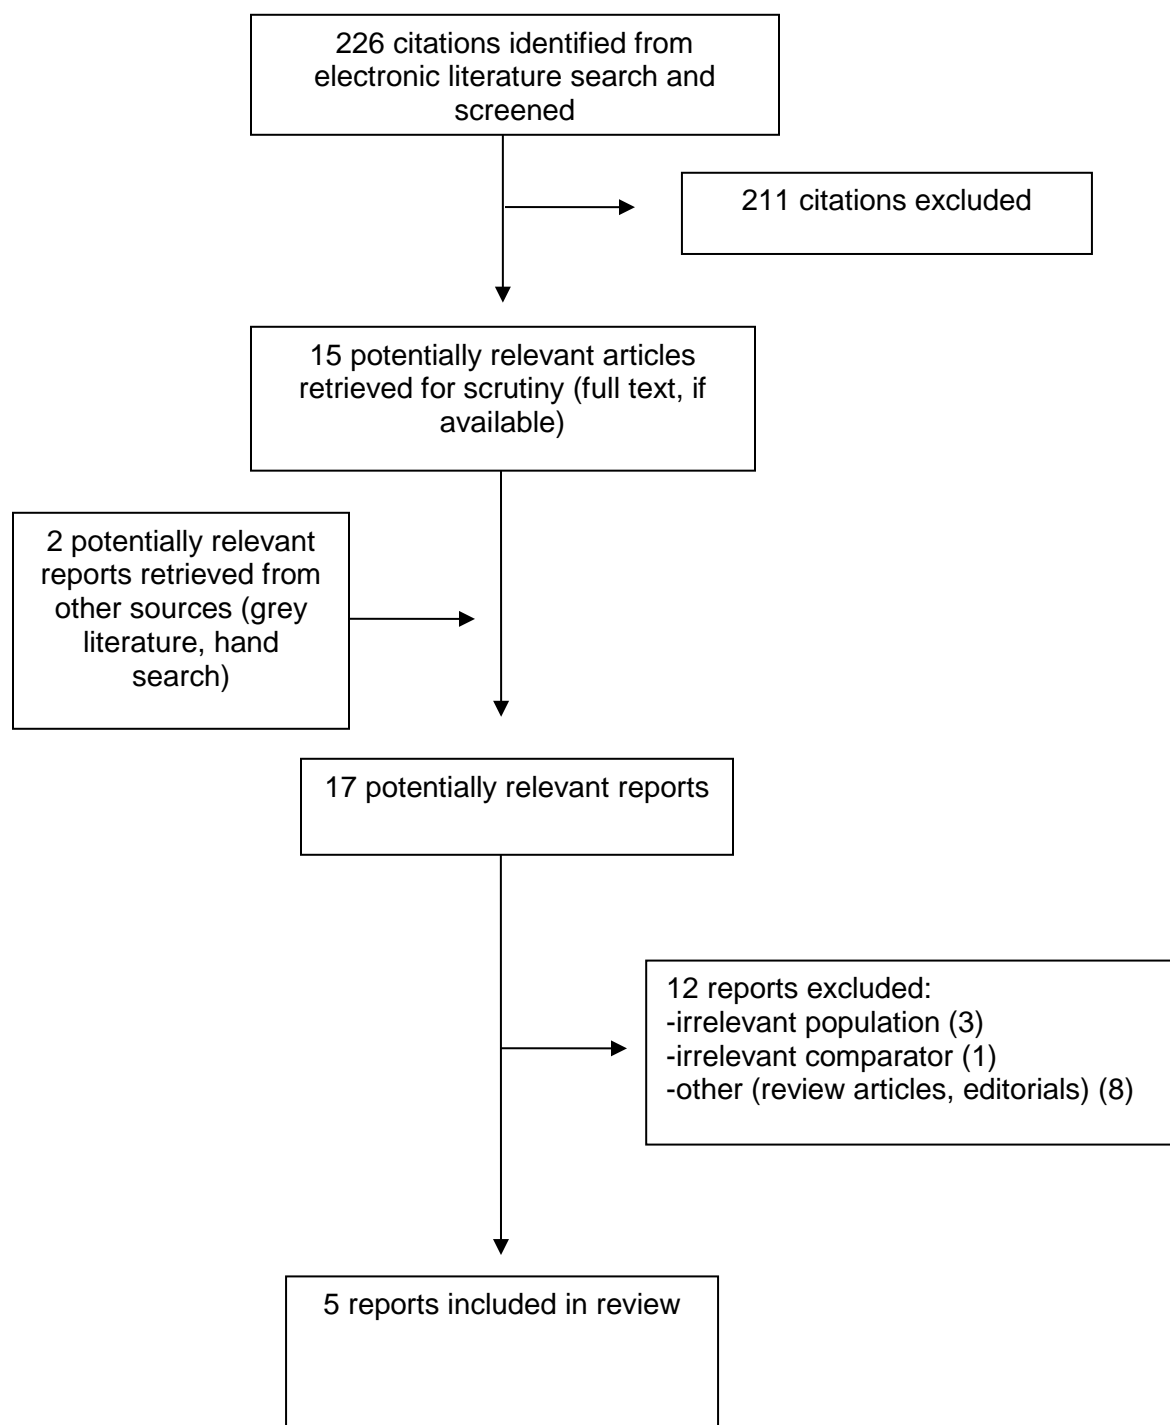 226 citations identified from
electronic literature search and
screened
211 citations excluded
15 potentially relevant articles
retrieved for scrutiny (full text, if
available)
2 potentially relevant
reports retrieved from
other sources (grey
literature, hand
search)
17 potentially relevant reports
12 reports excluded:
-irrelevant population (3)
-irrelevant comparator (1)
-other (review articles, editorials) (8)
5 reports included in review